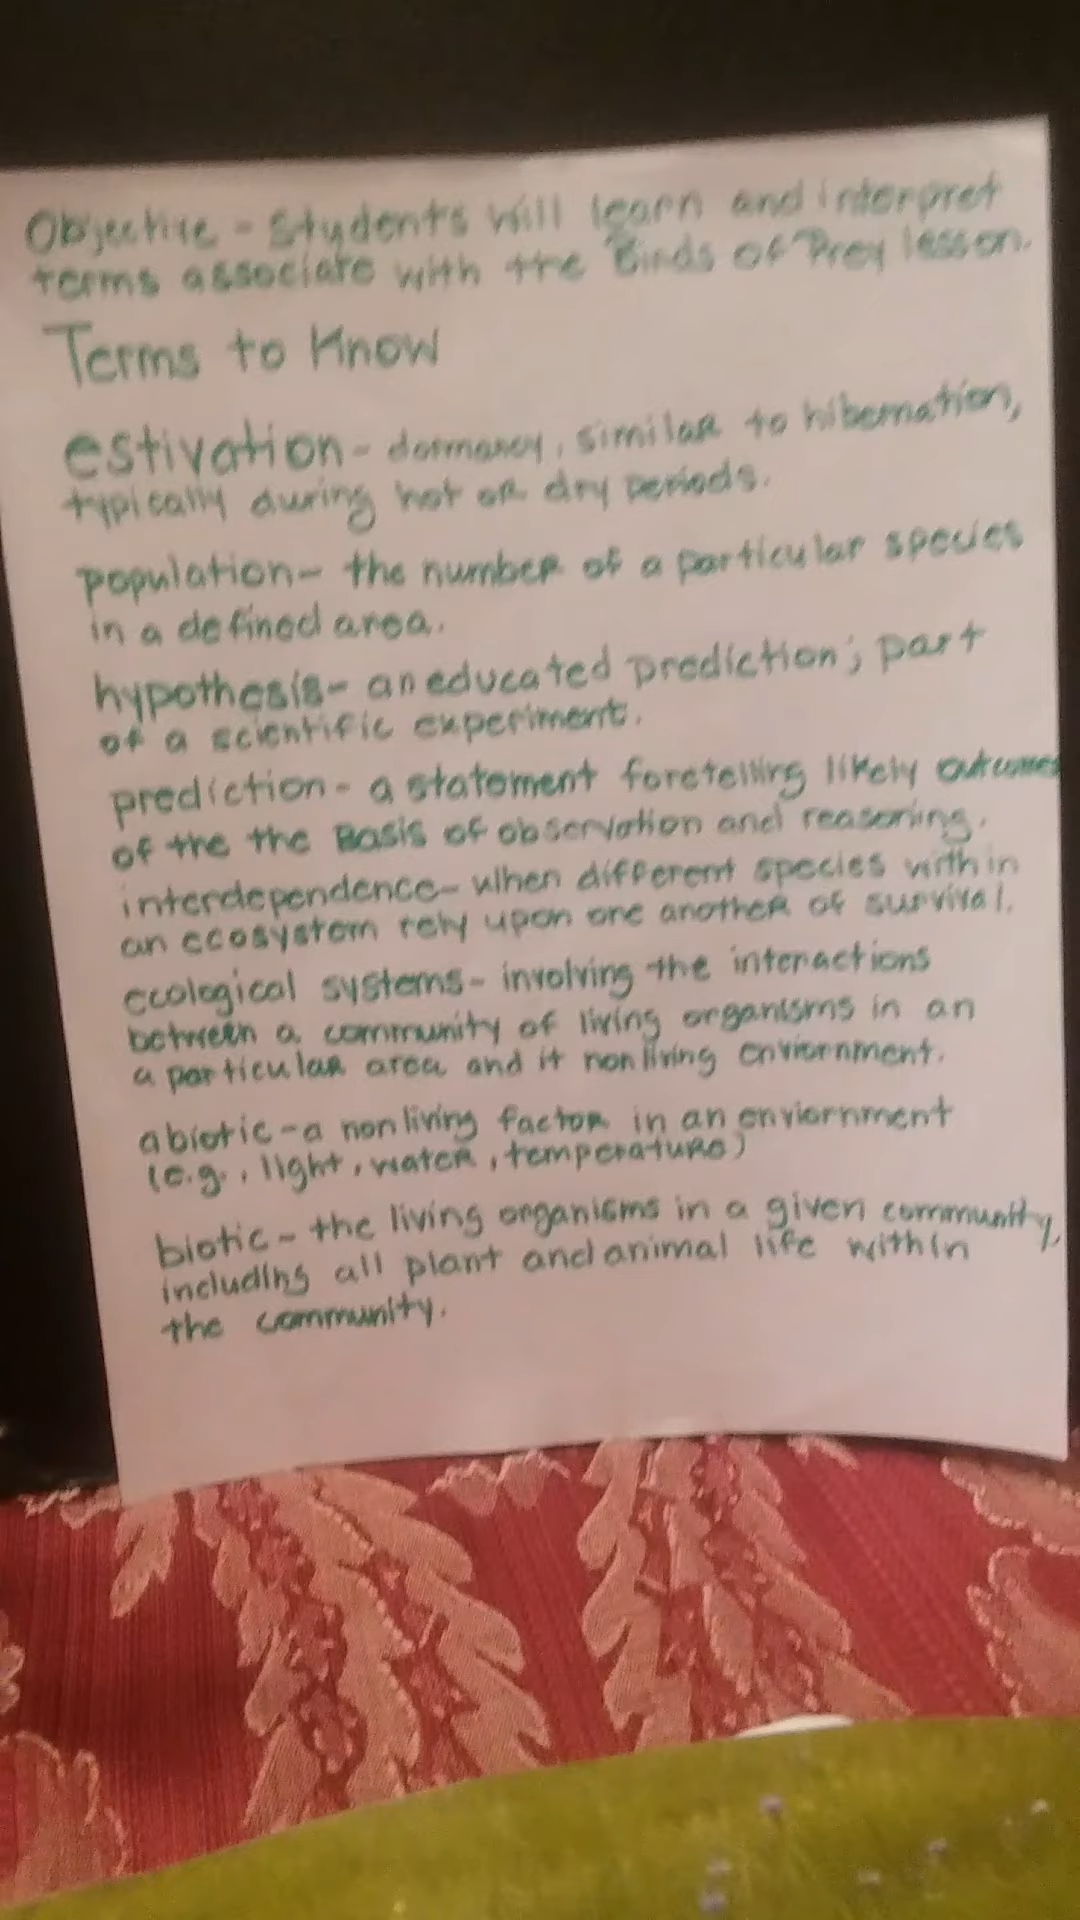 Objective - Students will learn and interpret
terms associate with the "Birds of Prey lesson.
Terms to Know
estivation - dormancy, similar to hibernation,
typically during hot or dry periods.
population - the number of a particular species
in a defined area.
hypothesis - an educated prediction; part
of a scientific experiment.
prediction - a statement foretelling likely outcomes
of the the Basis of observation and reasoning.
interdependence - when different species within
an ecosystem rely upon one another of survival.
ecological systems - involving the interactions
between a community of living organisms in an
a particular area and it nonliving enviornment.
abiotic - a nonliving factor in an enviornment
(e.g., light, water, temperature)
biotic - the living organisms in a given community,
including all plant and animal life within
the community.